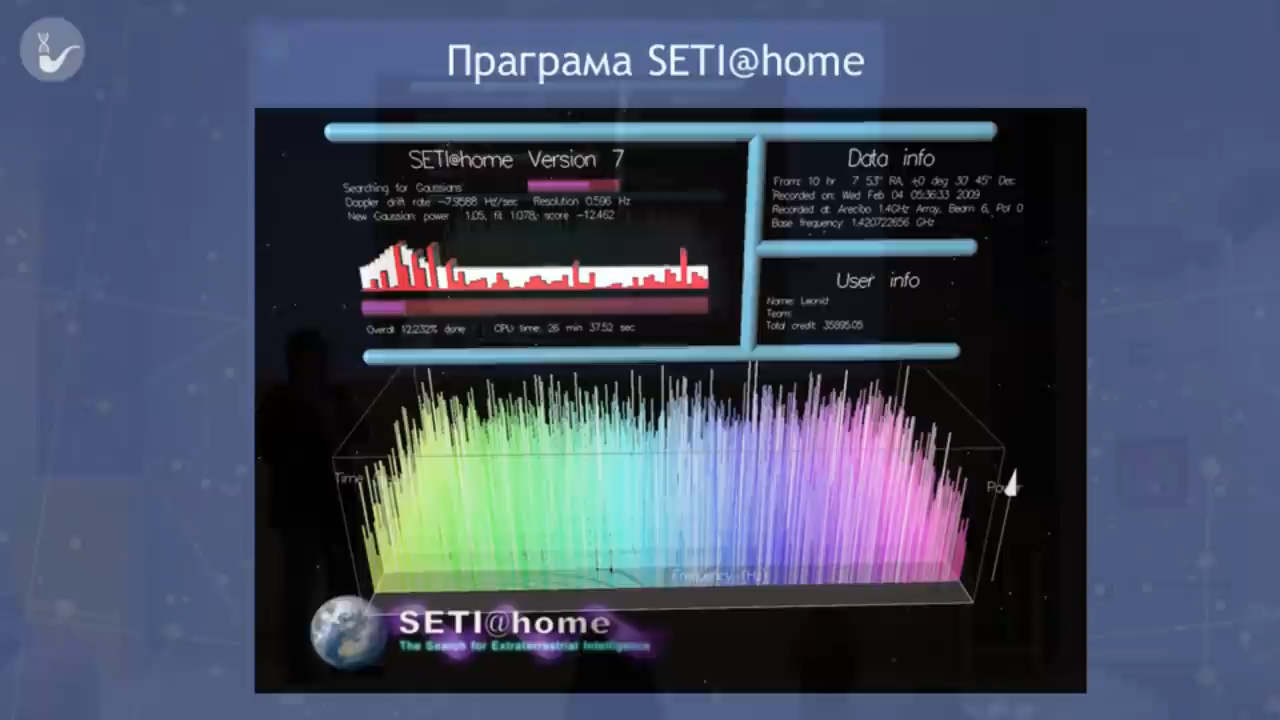 Праграма SETI@home
SETI@home Version 7
Searching for Gaussians
Doppler drift rate -7.9588 Hz/sec Resolution 0.596 Hz
New Gaussian: power 1.05, fit 1.078, score -12.462
Overall 12.232% done CPU time: 26 min 37.52 sec
Data info
From: 10 hr 7' 53" RA, +0 deg 30' 45" Dec
Recorded on: Wed Feb 04 05:36:33 2009
Recorded at: Arecibo 1.4GHz Array, Beam 6, Pol 0
Base frequency: 1.420722656 GHz
User info
Name: Leonid
Team:
Total credit: 35895.05
Time
Power
Frequency (Hz)
SETI@home
The Search for Extraterrestrial Intelligence